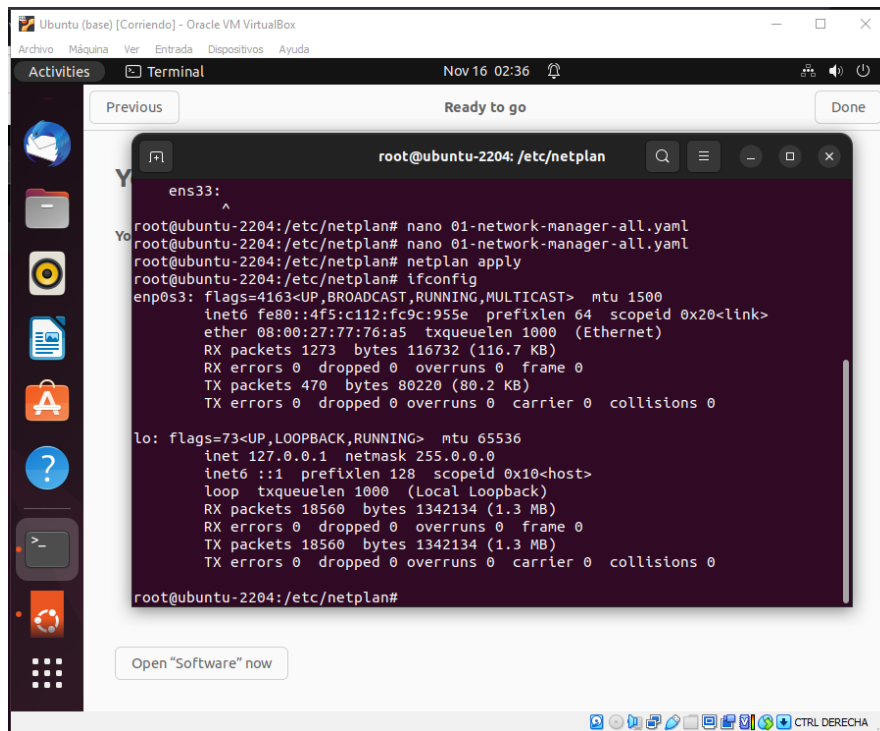 Ubuntu (base) [Corriendo] - Oracle VM VirtualBox
Archivo Máquina Ver Entrada Dispositivos Ayuda
Activities Terminal Nov 16 02:36
Previous Ready to go Done
root@ubuntu-2204: /etc/netplan
    ens33:
         ^
root@ubuntu-2204:/etc/netplan# nano 01-network-manager-all.yaml
root@ubuntu-2204:/etc/netplan# nano 01-network-manager-all.yaml
root@ubuntu-2204:/etc/netplan# netplan apply
root@ubuntu-2204:/etc/netplan# ifconfig
enp0s3: flags=4163<UP,BROADCAST,RUNNING,MULTICAST>  mtu 1500
        inet6 fe80::4f5:c112:fc9c:955e  prefixlen 64  scopeid 0x20<link>
        ether 08:00:27:77:76:a5  txqueuelen 1000  (Ethernet)
        RX packets 1273  bytes 116732 (116.7 KB)
        RX errors 0  dropped 0  overruns 0  frame 0
        TX packets 470  bytes 80220 (80.2 KB)
        TX errors 0  dropped 0 overruns 0  carrier 0  collisions 0
lo: flags=73<UP,LOOPBACK,RUNNING>  mtu 65536
        inet 127.0.0.1  netmask 255.0.0.0
        inet6 ::1  prefixlen 128  scopeid 0x10<host>
        loop  txqueuelen 1000  (Local Loopback)
        RX packets 18560  bytes 1342134 (1.3 MB)
        RX errors 0  dropped 0  overruns 0  frame 0
        TX packets 18560  bytes 1342134 (1.3 MB)
        TX errors 0  dropped 0 overruns 0  carrier 0  collisions 0
root@ubuntu-2204:/etc/netplan#
Open “Software” now
CTRL DERECHA